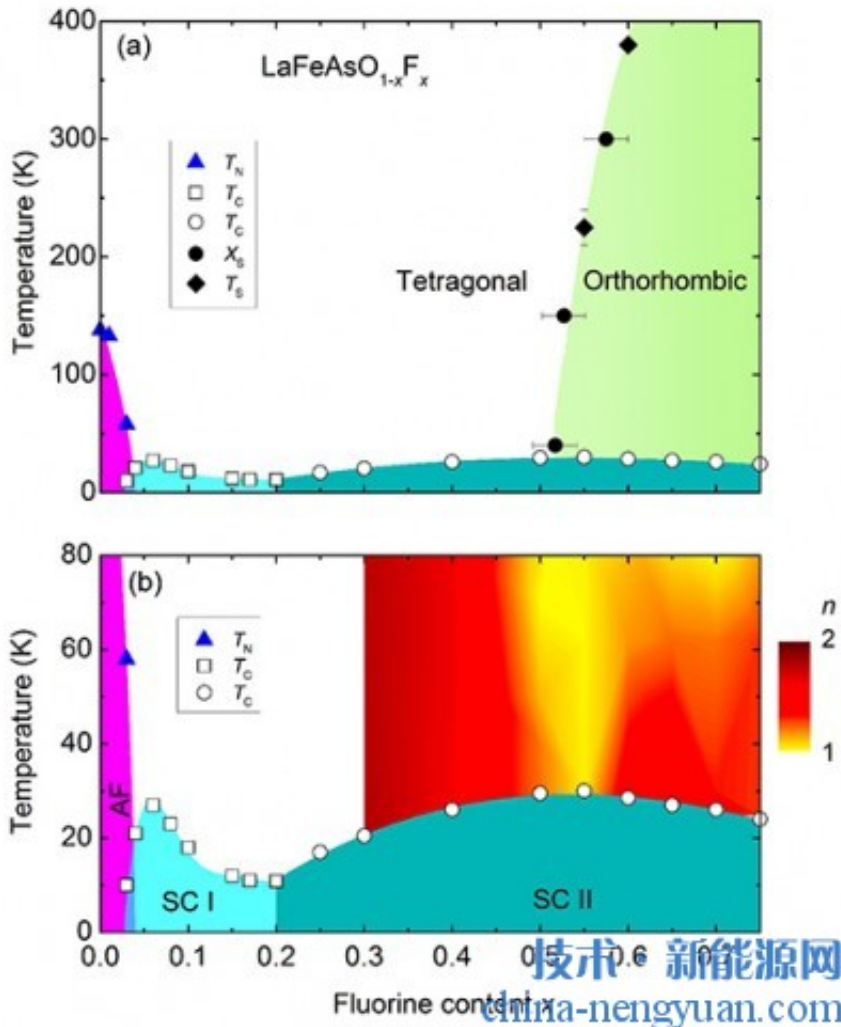 (a)
LaFeAsO1-xFx
400
300
200
100
0
Temperature (K)
TN
TC
TC
XS
TS
Tetragonal
Orthorhombic
(b)
80
60
40
20
0
Temperature (K)
TN
TC
TC
AF
SC I
SC II
n
2
1
0.0 0.1 0.2 0.3 0.4 0.5 0.6
Fluorine content x
技术·新能源网
china-nengyuan.com